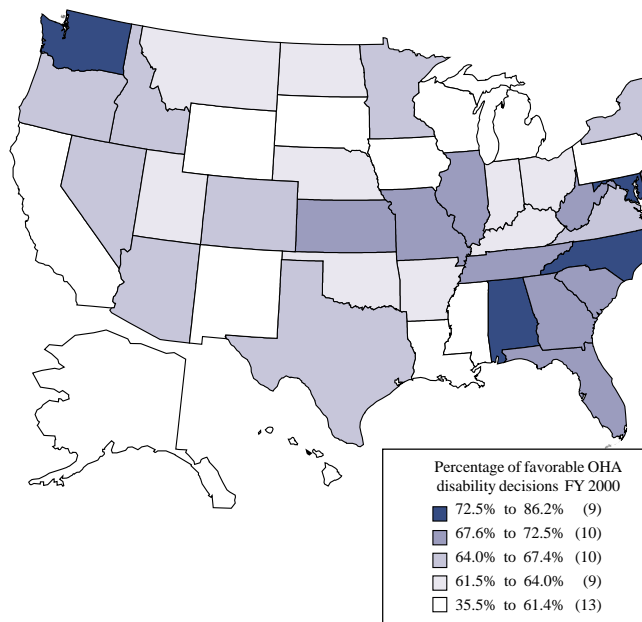 Percentage of favorable OHA
disability decisions FY 2000
72.5% to 86.2% (9)
67.6% to 72.5% (10)
64.0% to 67.4% (10)
61.5% to 64.0% (9)
35.5% to 61.4% (13)